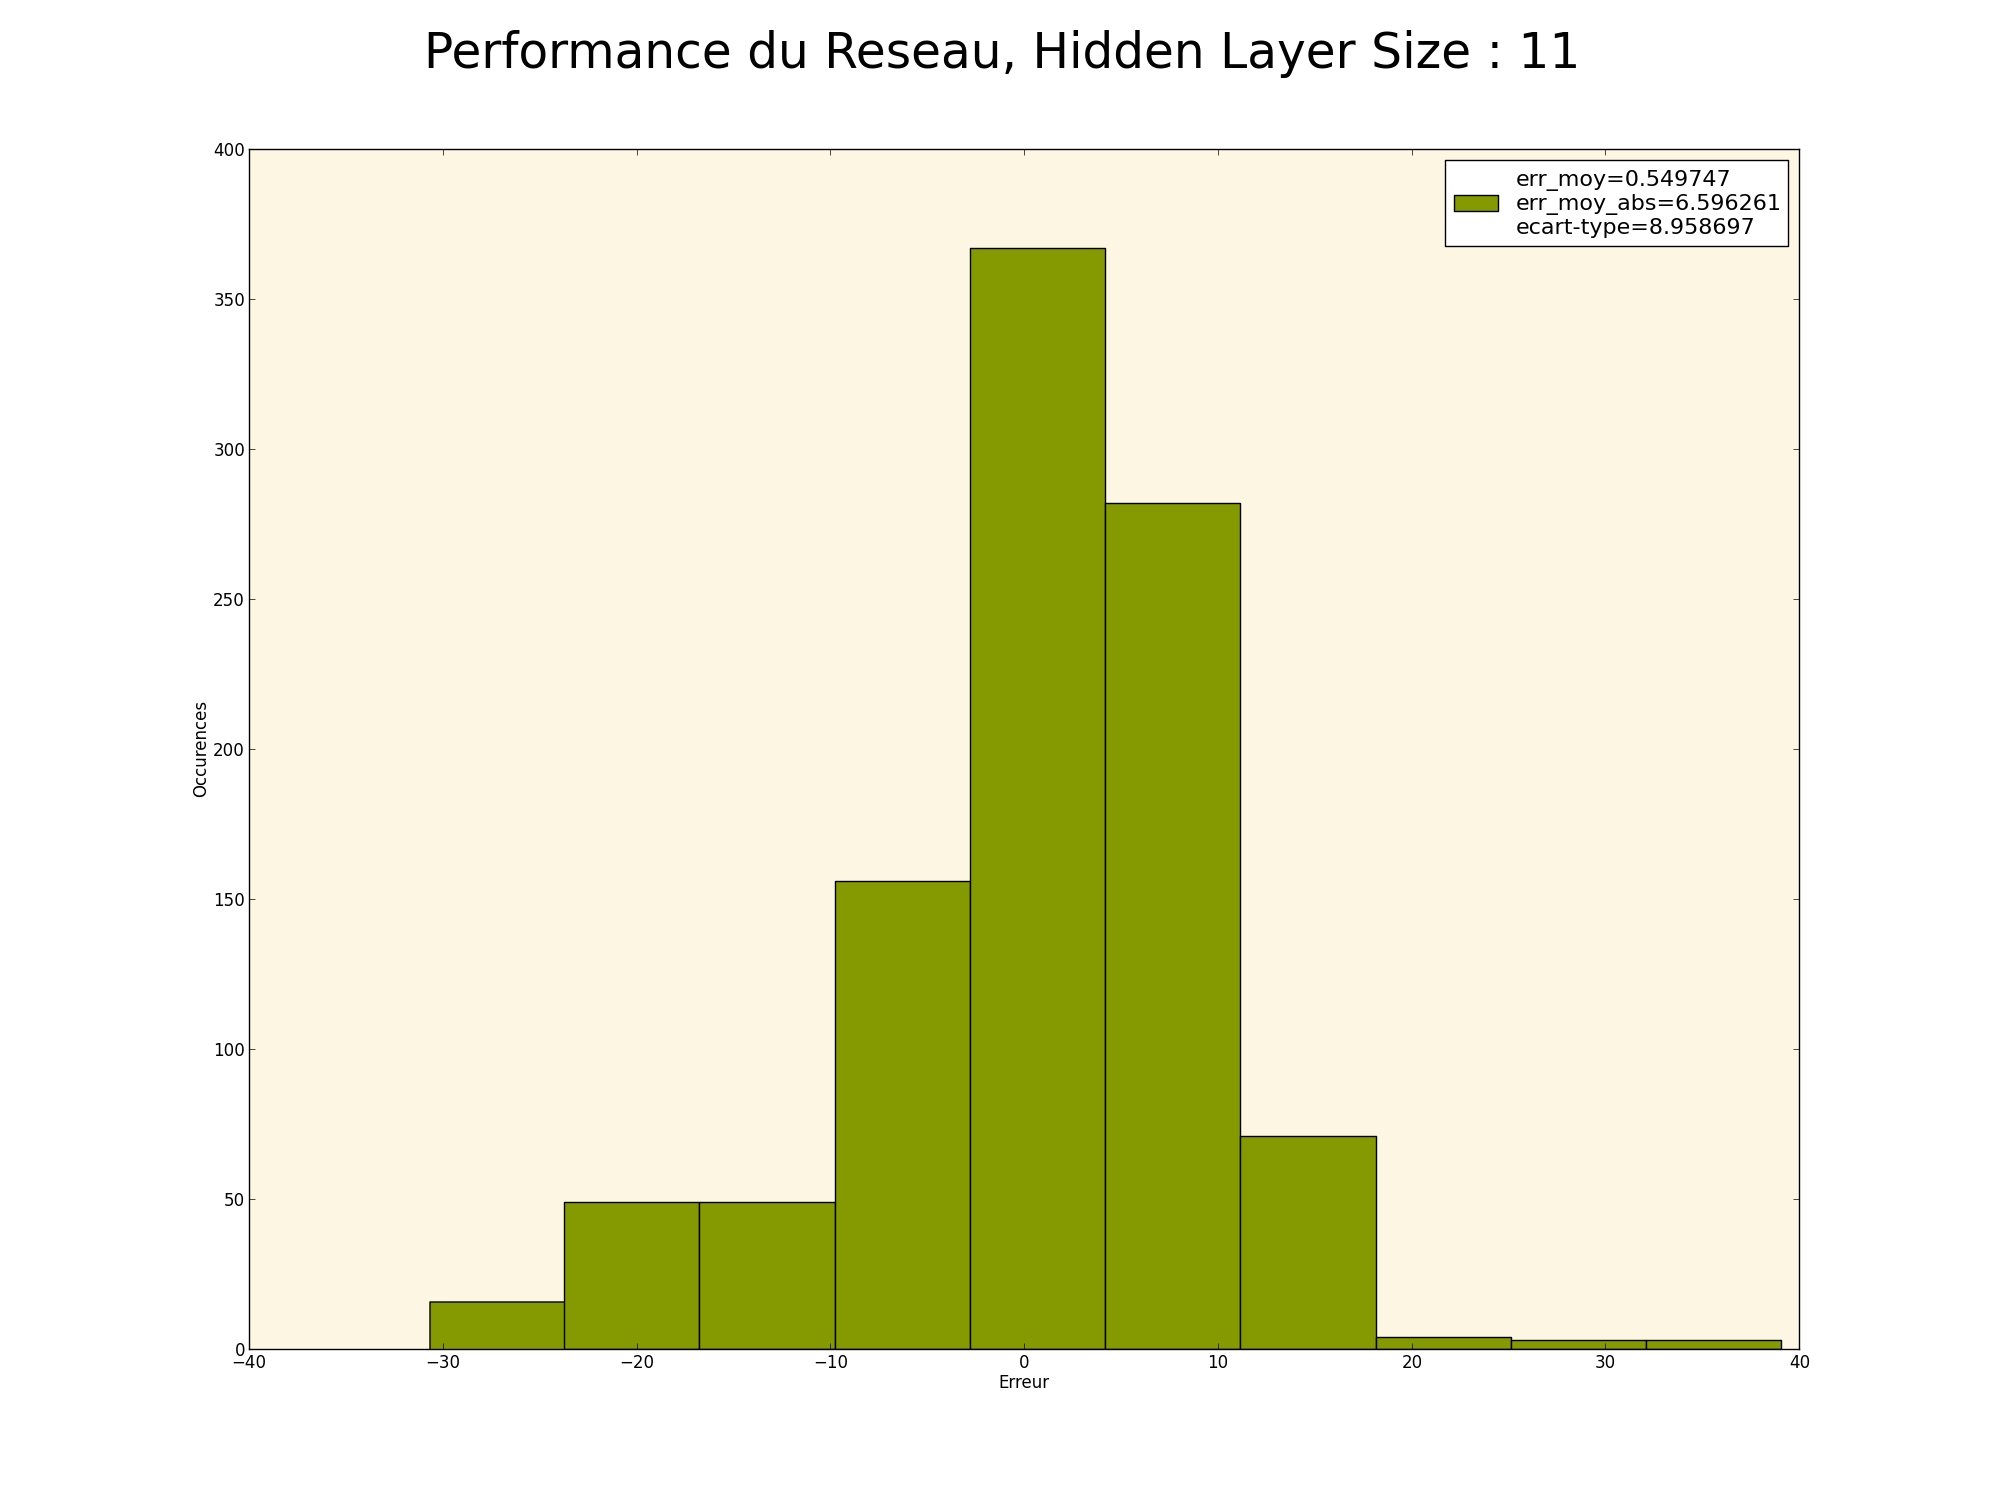 Performance du Reseau, Hidden Layer Size : 11
err_moy=0.549747
err_moy_abs=6.596261
ecart-type=8.958697
400
350
300
250
200
150
100
50
0
Occurences
−40 −30 −20 −10 0 10 20 30 40
Erreur